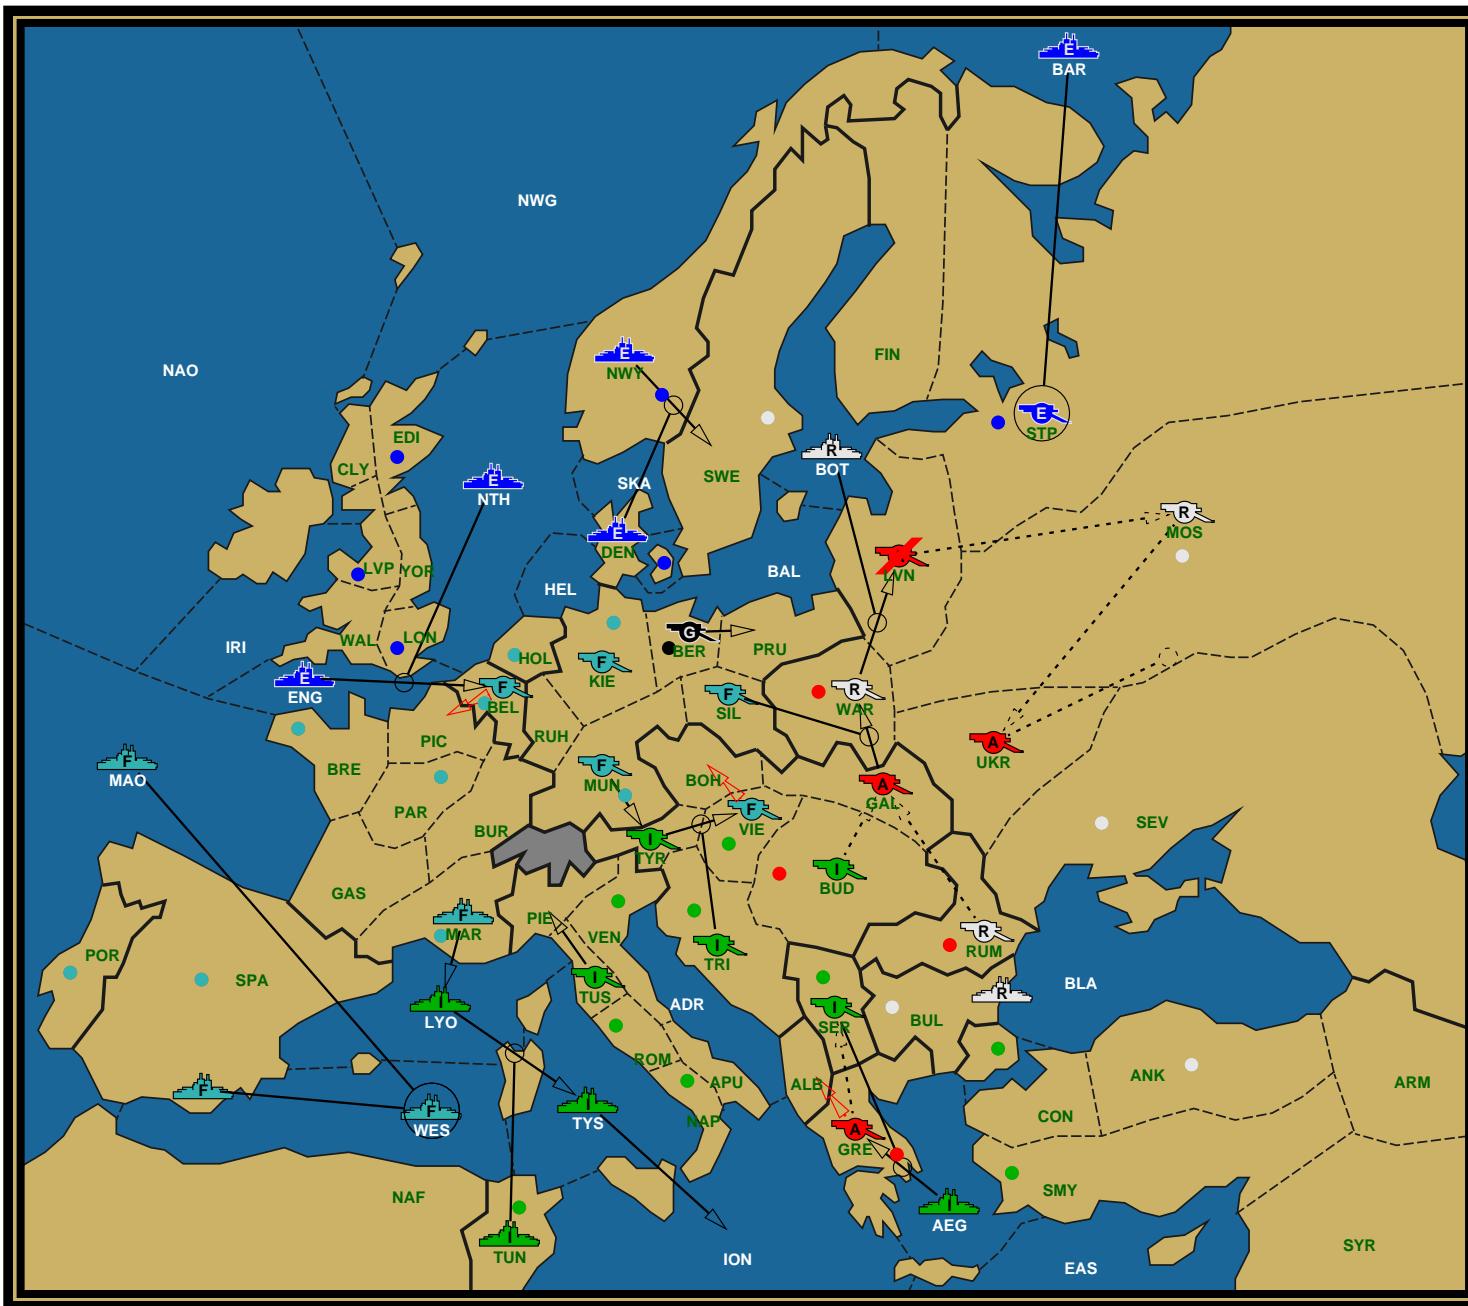 E
BAR
NWG
E
NWY
FIN
NAO
E
STP
EDI
CLY
R
BOT
E
NTH
SKA
SWE
R
MOS
E
DEN
LVN
LVP
YOR
HEL
BAL
WAL
LON
IRI
G
BER
PRU
HOL
F
KIE
E
ENG
F
BEL
F
SIL
R
WAR
PIC
RUH
A
UKR
F
MAO
BRE
F
MUN
BOH
A
GAL
PAR
F
VIE
SEV
BUR
I
TYR
GAS
I
BUD
F
MAR
PIE
VEN
R
RUM
POR
SPA
I
TRI
I
TUS
BLA
I
LYO
ADR
R
I
SER
BUL
ROM
ANK
APU
ALB
ARM
F
F
WES
I
TYS
NAP
CON
A
GRE
NAF
SMY
I
AEG
I
TUN
ION
SYR
EAS